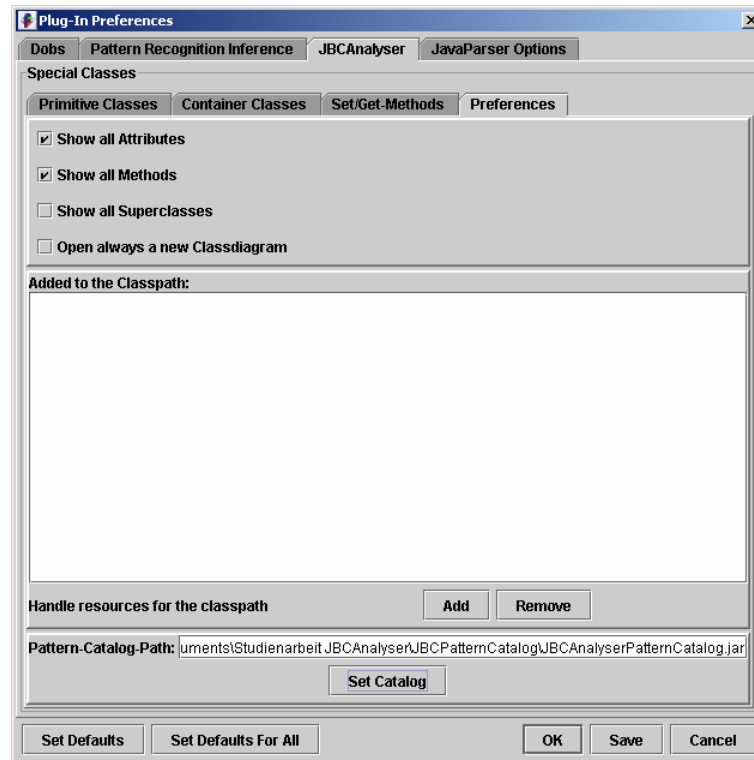 Plug-In Preferences
Dobs Pattern Recognition Inference JBCAnalyser JavaParser Options
Special Classes
Primitive Classes Container Classes Set/Get-Methods Preferences
Show all Attributes
Show all Methods
Show all Superclasses
Open always a new Classdiagram
Added to the Classpath:
Handle resources for the classpath Add Remove
Pattern-Catalog-Path: uments\Studienarbeit JBCAnalyser\JBCPatternCatalog\JBCAnalyserPatternCatalog.jar
Set Catalog
Set Defaults Set Defaults For All OK Save Cancel